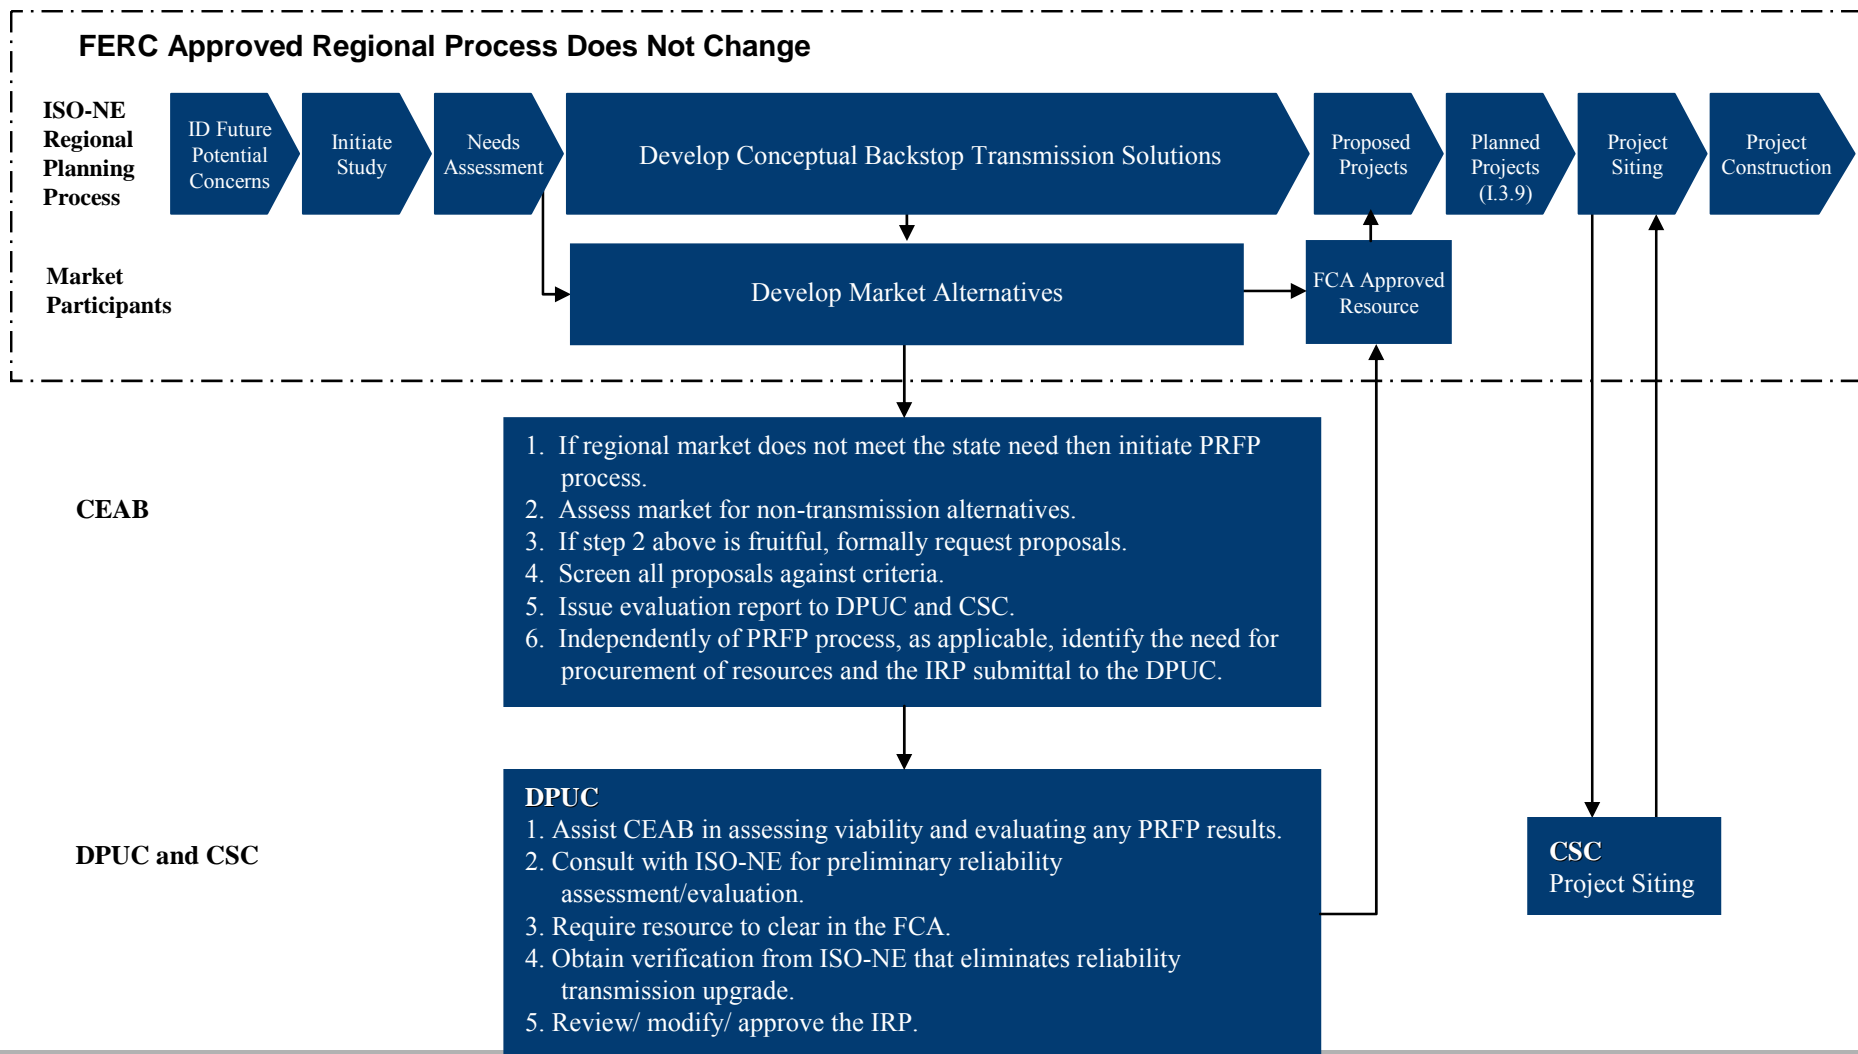 FERC Approved Regional Process Does Not Change
ISO-NE
Regional
Planning
Process
ID Future
Potential
Concerns
Initiate
Study
Needs
Assessment
Develop Conceptual Backstop Transmission Solutions
Proposed
Projects
Planned
Projects
(I.3.9)
Project
Siting
Project
Construction
Market
Participants
Develop Market Alternatives
FCA Approved
Resource
CEAB
1. If regional market does not meet the state need then initiate PRFP
process.
2. Assess market for non-transmission alternatives.
3. If step 2 above is fruitful, formally request proposals.
4. Screen all proposals against criteria.
5. Issue evaluation report to DPUC and CSC.
6. Independently of PRFP process, as applicable, identify the need for
procurement of resources and the IRP submittal to the DPUC.
DPUC and CSC
DPUC
1. Assist CEAB in assessing viability and evaluating any PRFP results.
2. Consult with ISO-NE for preliminary reliability
assessment/evaluation.
3. Require resource to clear in the FCA.
4. Obtain verification from ISO-NE that eliminates reliability
transmission upgrade.
5. Review/ modify/ approve the IRP.
CSC
Project Siting